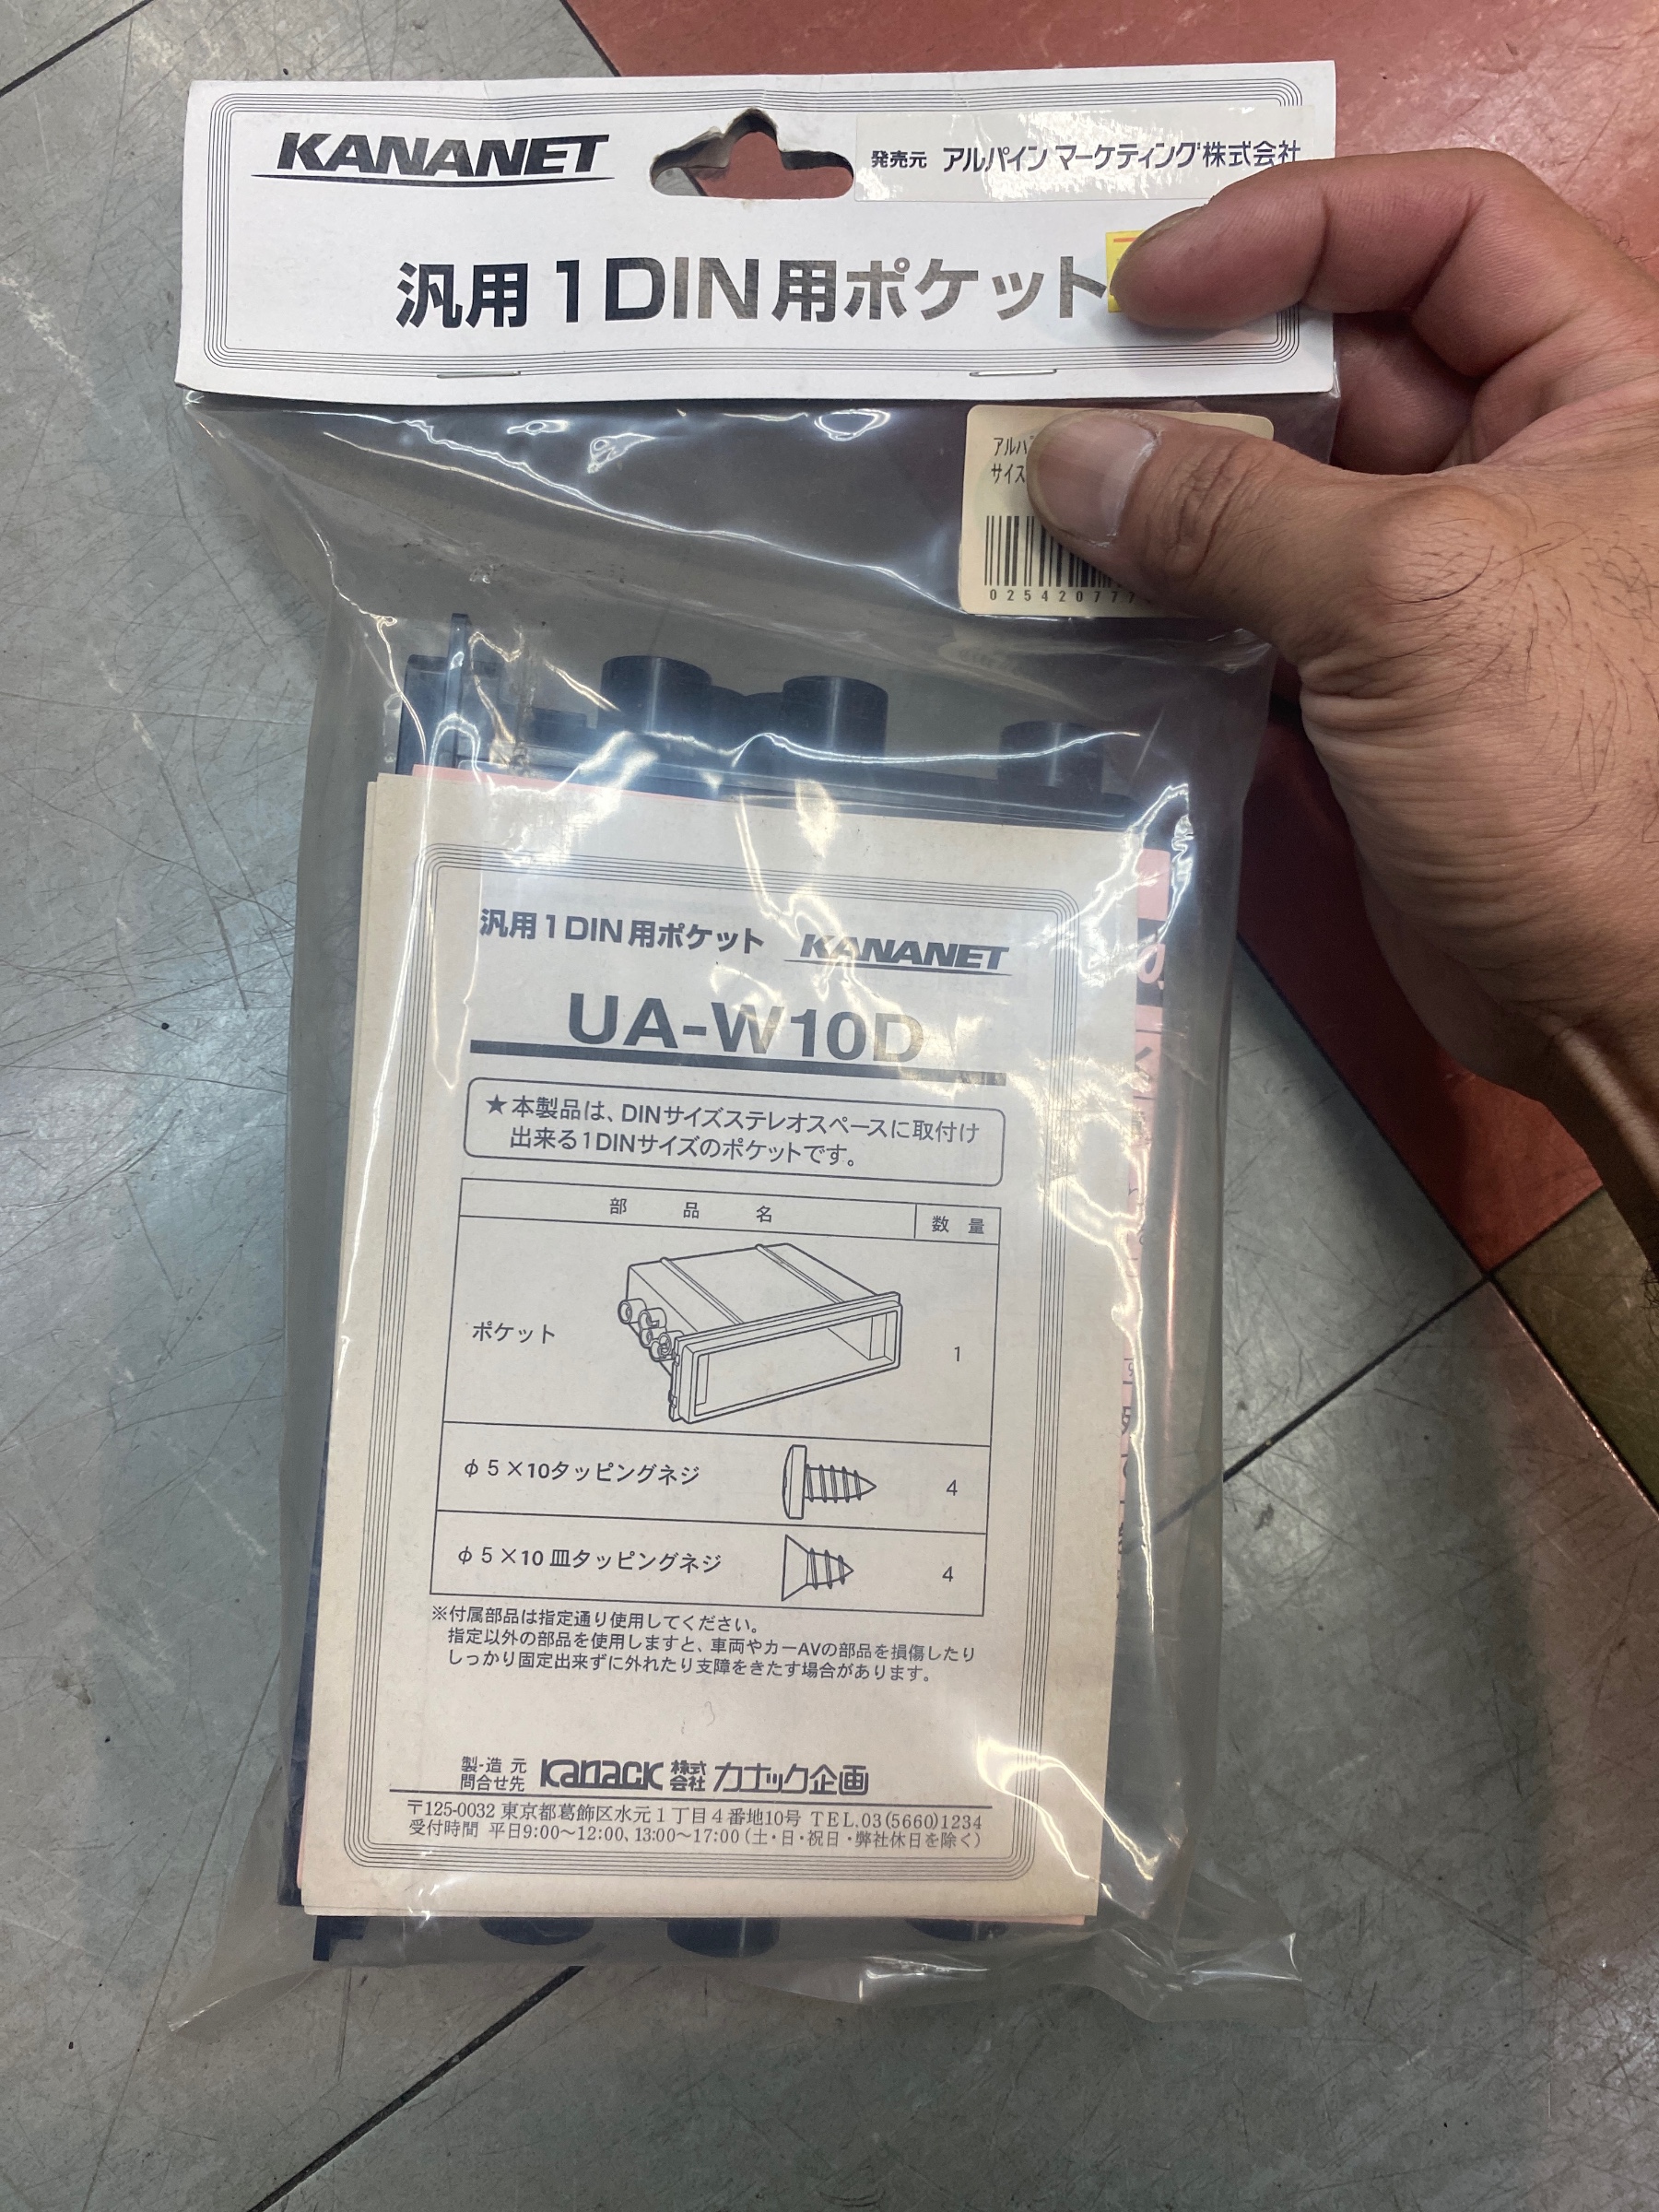 KANANET
発売元 アルパイン マーケティング株式会社
汎用1DIN用ポケット
アルパ
サイズ
02542077
汎用1DIN用ポケット KANANET
UA-W10D
★本製品は、DINサイズステレオスペースに取付け
出来る1DINサイズのポケットです。
部品名 数量
ポケット 1
φ5×10タッピングネジ 4
φ5×10皿タッピングネジ 4
※付属部品は指定通り使用してください。
指定以外の部品を使用しますと、車両やカーAVの部品を損傷したり
しっかり固定出来ずに外れたり支障をきたす場合があります。
製造元
問合せ先 kanack 株式会社 カナック企画
〒125-0032 東京都葛飾区水元1丁目4番地10号 TEL.03(5660)1234
受付時間 平日9:00〜12:00、13:00〜17:00(土・日・祝日・弊社休日を除く)